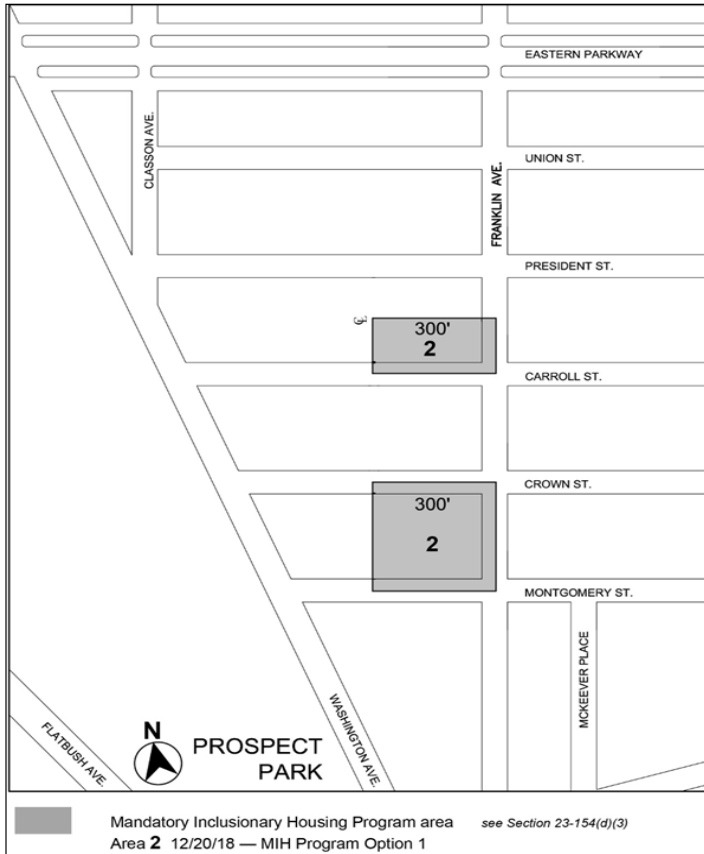 EASTERN PARKWAY
CLASSON AVE.
UNION ST.
FRANKLIN AVE.
PRESIDENT ST.
℄
300'
2
CARROLL ST.
CROWN ST.
300'
2
MONTGOMERY ST.
MCKEEVER PLACE
WASHINGTON AVE.
FLATBUSH AVE.
N
PROSPECT
PARK
Mandatory Inclusionary Housing Program area see Section 23-154(d)(3)
Area 2 12/20/18 — MIH Program Option 1